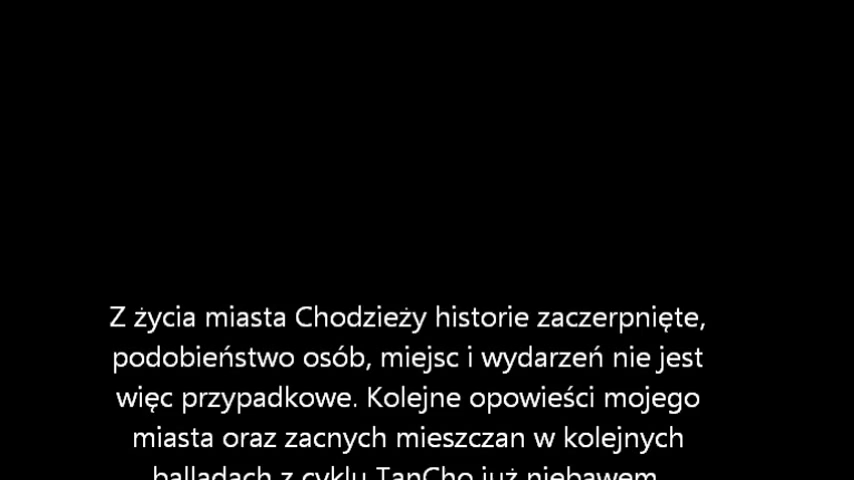 Z życia miasta Chodzieży historie zaczerpnięte,
podobieństwo osób, miejsc i wydarzeń nie jest
więc przypadkowe. Kolejne opowieści mojego
miasta oraz zacnych mieszczan w kolejnych
balladach z cyklu TanCho już niebawem